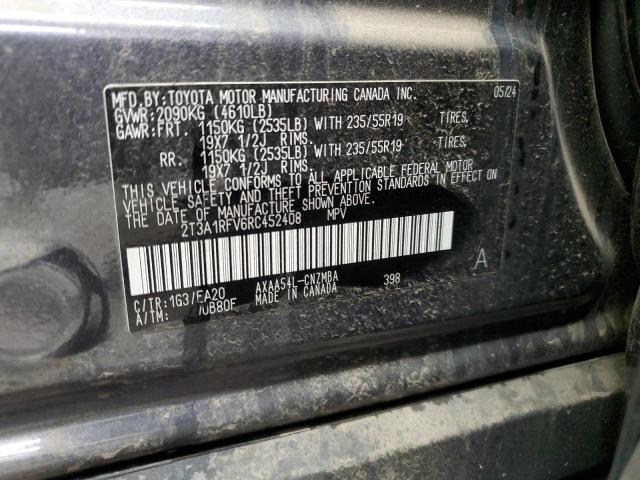 MFD.BY:TOYOTA MOTOR MANUFACTURING CANADA INC. 05/24
GVWR:2090KG (4610LB)
GAWR:FRT. 1150KG (2535LB) WITH 235/55R19 TIRES,
19X7 1/2J RIMS.
RR. 1150KG (2535LB) WITH 235/55R19 TIRES,
19X7 1/2J RIMS.
THIS VEHICLE CONFORMS TO ALL APPLICABLE FEDERAL MOTOR
VEHICLE SAFETY AND THEFT PREVENTION STANDARDS IN EFFECT
ON THE DATE OF MANUFACTURE SHOWN ABOVE.
2T3A1RFV6RC452408 MPV
A
C/TR:1G3/EA20 AXAA54L-CNZMBA 398
A/TM: /UB80F MADE IN CANADA